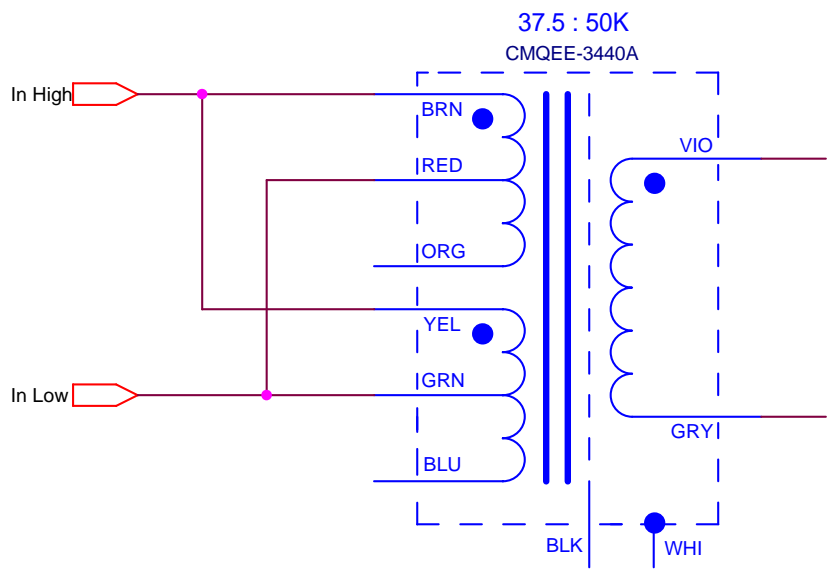 37.5 : 50K
CMQEE-3440A
In High
BRN
RED
VIO
ORG
YEL
In Low
GRN
GRY
BLU
BLK
WHI